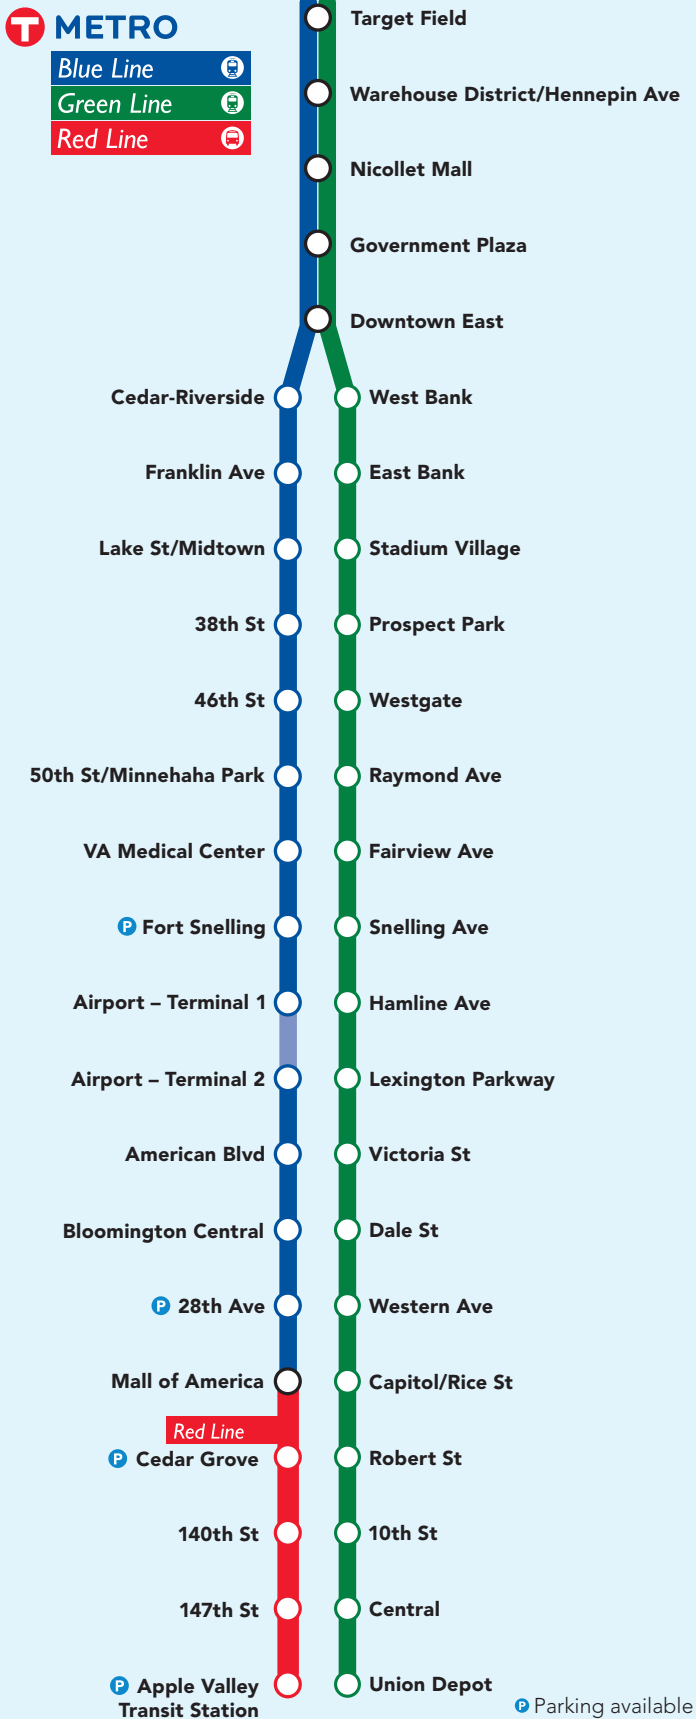 T METRO
Blue Line
Green Line
Red Line
Target Field
Warehouse District/Hennepin Ave
Nicollet Mall
Government Plaza
Downtown East
Cedar-Riverside
West Bank
Franklin Ave
East Bank
Lake St/Midtown
Stadium Village
38th St
Prospect Park
46th St
Westgate
50th St/Minnehaha Park
Raymond Ave
VA Medical Center
Fairview Ave
P Fort Snelling
Snelling Ave
Airport – Terminal 1
Hamline Ave
Airport – Terminal 2
Lexington Parkway
American Blvd
Victoria St
Bloomington Central
Dale St
P 28th Ave
Western Ave
Mall of America
Capitol/Rice St
Red Line
P Cedar Grove
Robert St
140th St
10th St
147th St
Central
P Apple Valley
Transit Station
Union Depot
P Parking available